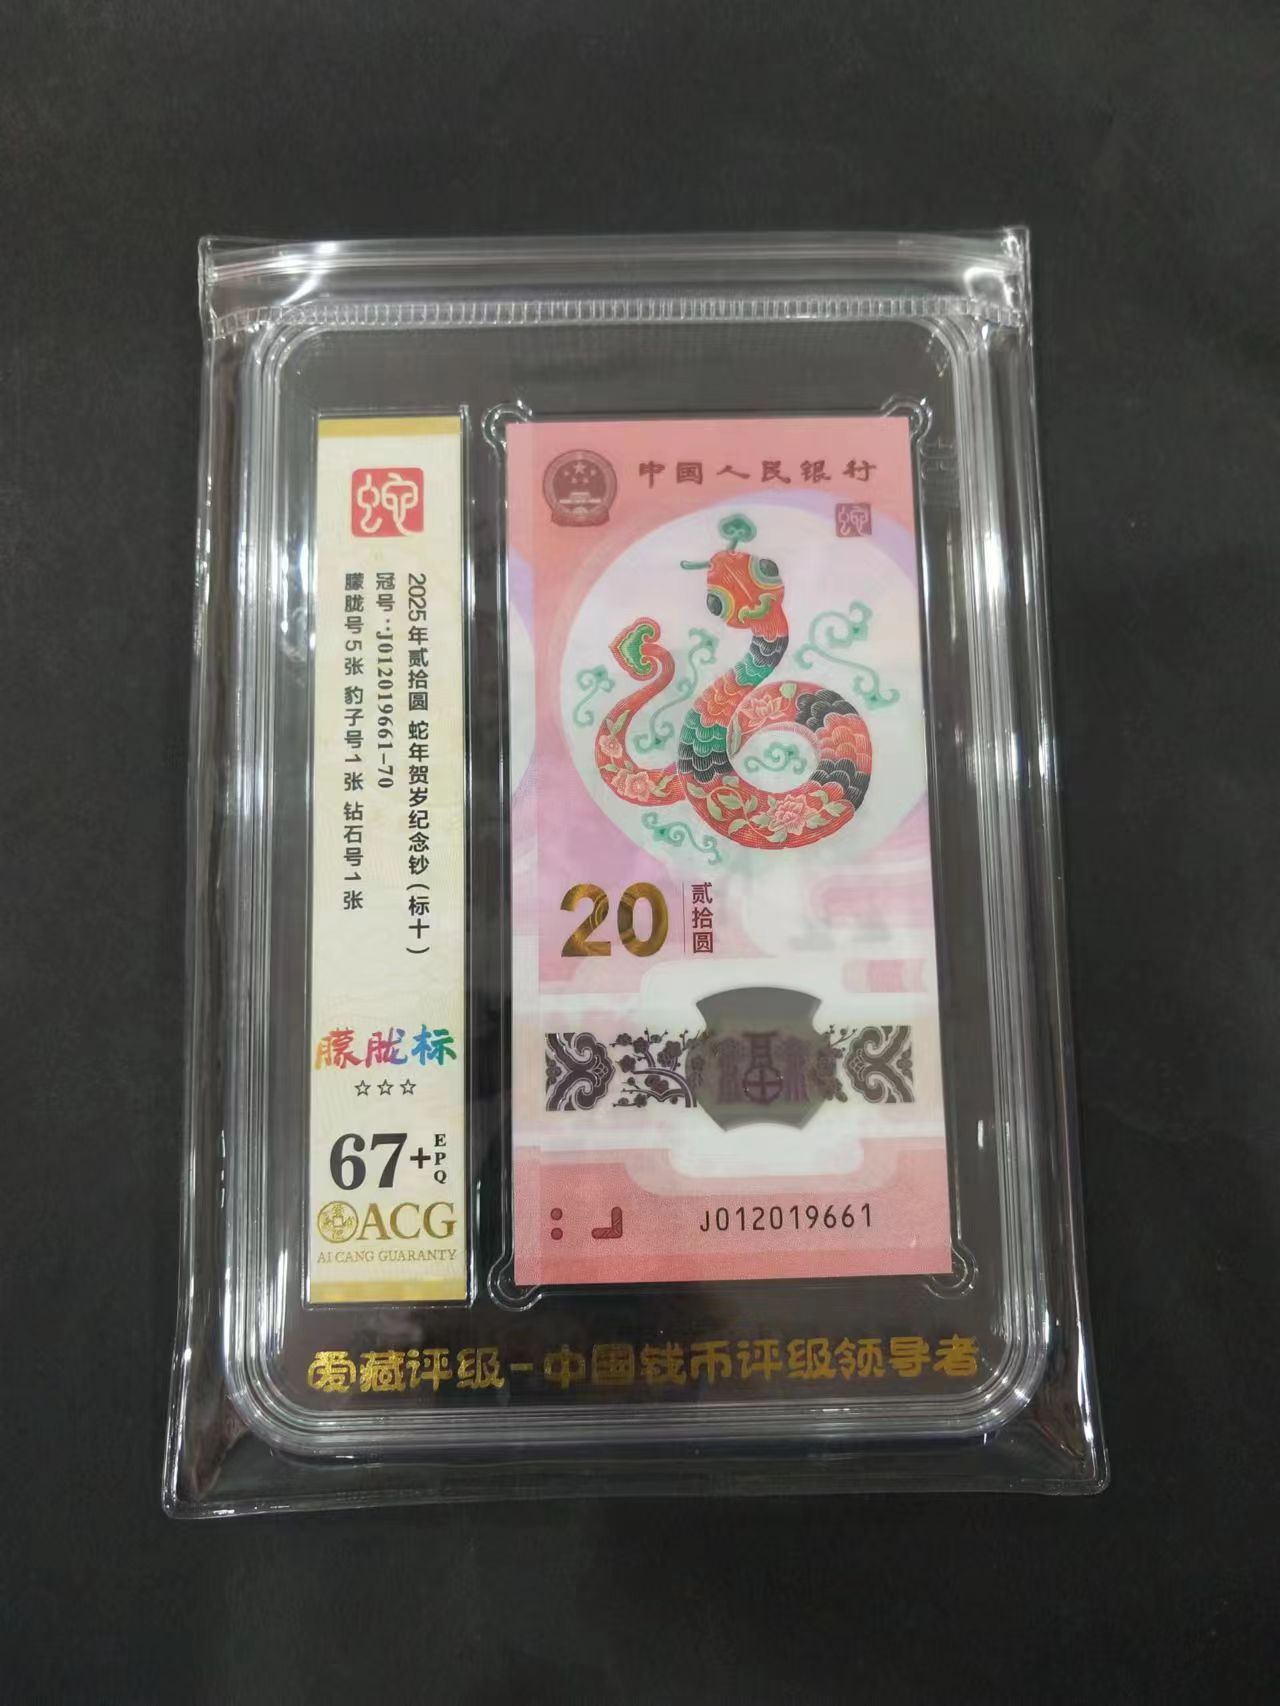 蛇
2025年贰拾圆 蛇年贺岁纪念钞(标十)
冠号:J012019661-70
朦胧号5张 豹子号1张 钻石号1张
朦胧标
☆☆☆
67+EPQ
ACG
AI CANG GUARANTY
中国人民银行
蛇
20
贰拾圆
J012019661
爱藏评级-中国钱币评级领导者